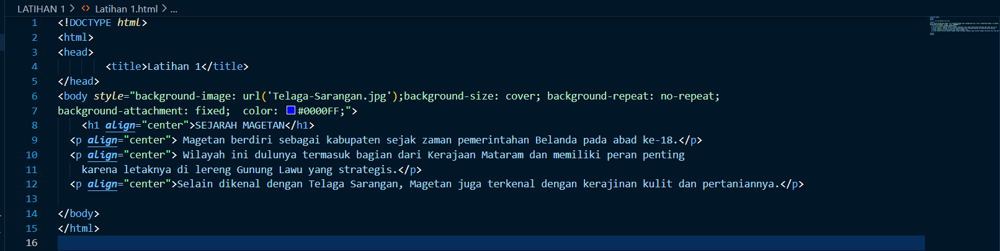 LATIHAN 1 > <> Latihan 1.html > ...
1 <!DOCTYPE html>
2 <html>
3 <head>
4 <title>Latihan 1</title>
5 </head>
6 <body style="background-image: url('Telaga-Sarangan.jpg');background-size: cover; background-repeat: no-repeat;
7 background-attachment: fixed;  color: #0000FF;">
8 <h1 align="center">SEJARAH MAGETAN</h1>
9 <p align="center"> Magetan berdiri sebagai kabupaten sejak zaman pemerintahan Belanda pada abad ke-18.</p>
10 <p align="center"> Wilayah ini dulunya termasuk bagian dari Kerajaan Mataram dan memiliki peran penting
11 karena letaknya di lereng Gunung Lawu yang strategis.</p>
12 <p align="center">Selain dikenal dengan Telaga Sarangan, Magetan juga terkenal dengan kerajinan kulit dan pertaniannya.</p>
13
14 </body>
15 </html>
16